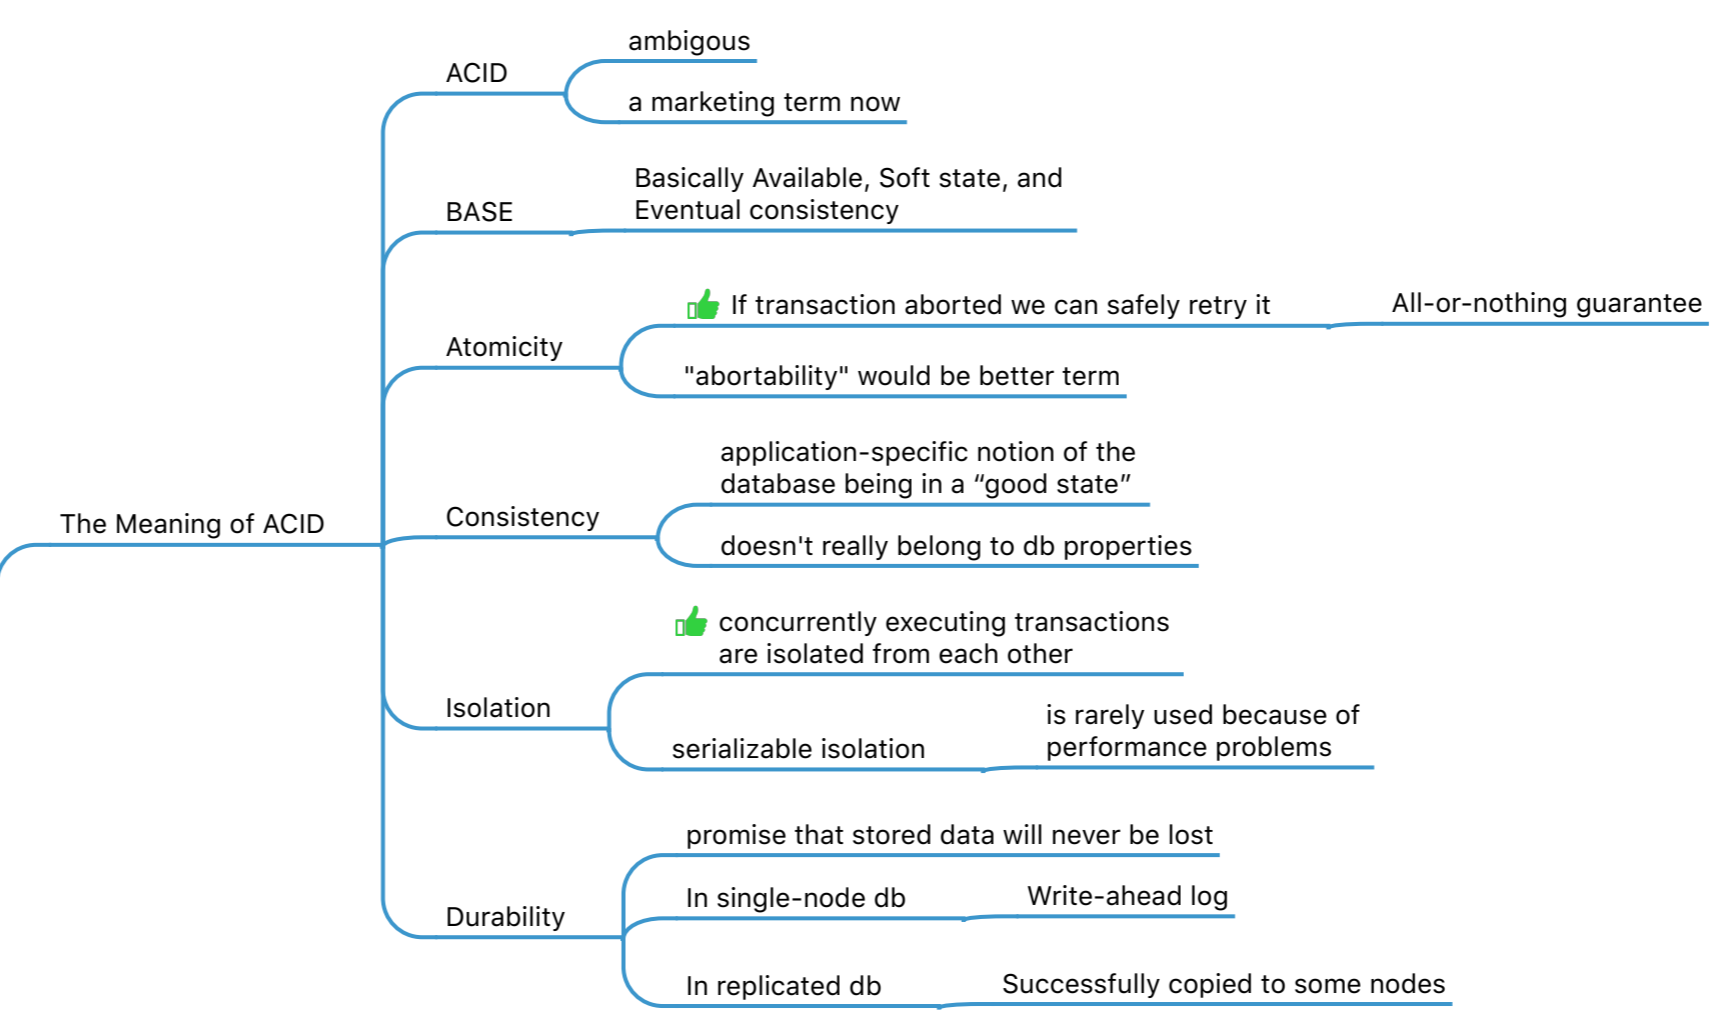 ambigous
ACID
a marketing term now
Basically Available, Soft state, and
Eventual consistency
BASE
If transaction aborted we can safely retry it
All-or-nothing guarantee
Atomicity
"abortability" would be better term
application-specific notion of the
database being in a “good state”
Consistency
doesn't really belong to db properties
The Meaning of ACID
concurrently executing transactions
are isolated from each other
Isolation
serializable isolation
is rarely used because of
performance problems
promise that stored data will never be lost
In single-node db
Write-ahead log
Durability
In replicated db
Successfully copied to some nodes